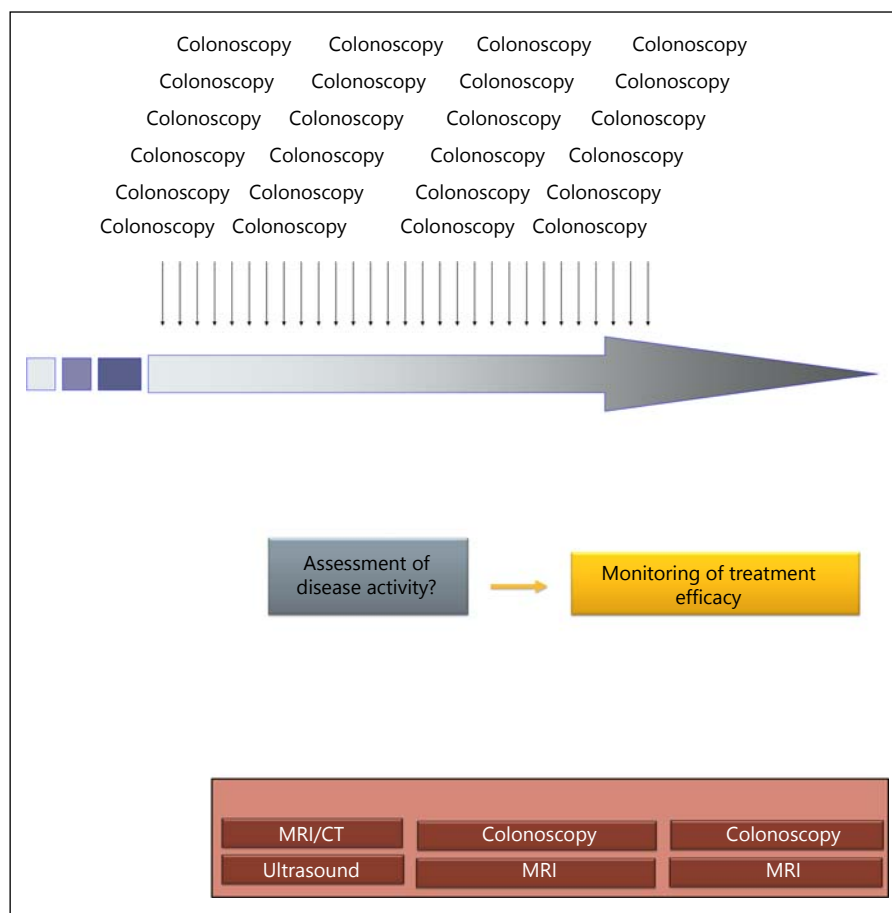 Colonoscopy Colonoscopy Colonoscopy Colonoscopy
Colonoscopy Colonoscopy Colonoscopy Colonoscopy
Colonoscopy Colonoscopy Colonoscopy Colonoscopy
Colonoscopy Colonoscopy Colonoscopy Colonoscopy
Colonoscopy Colonoscopy Colonoscopy Colonoscopy
Colonoscopy Colonoscopy Colonoscopy Colonoscopy
Assessment of
disease activity?
Monitoring of treatment
efficacy
MRI/CT Colonoscopy Colonoscopy
Ultrasound MRI MRI